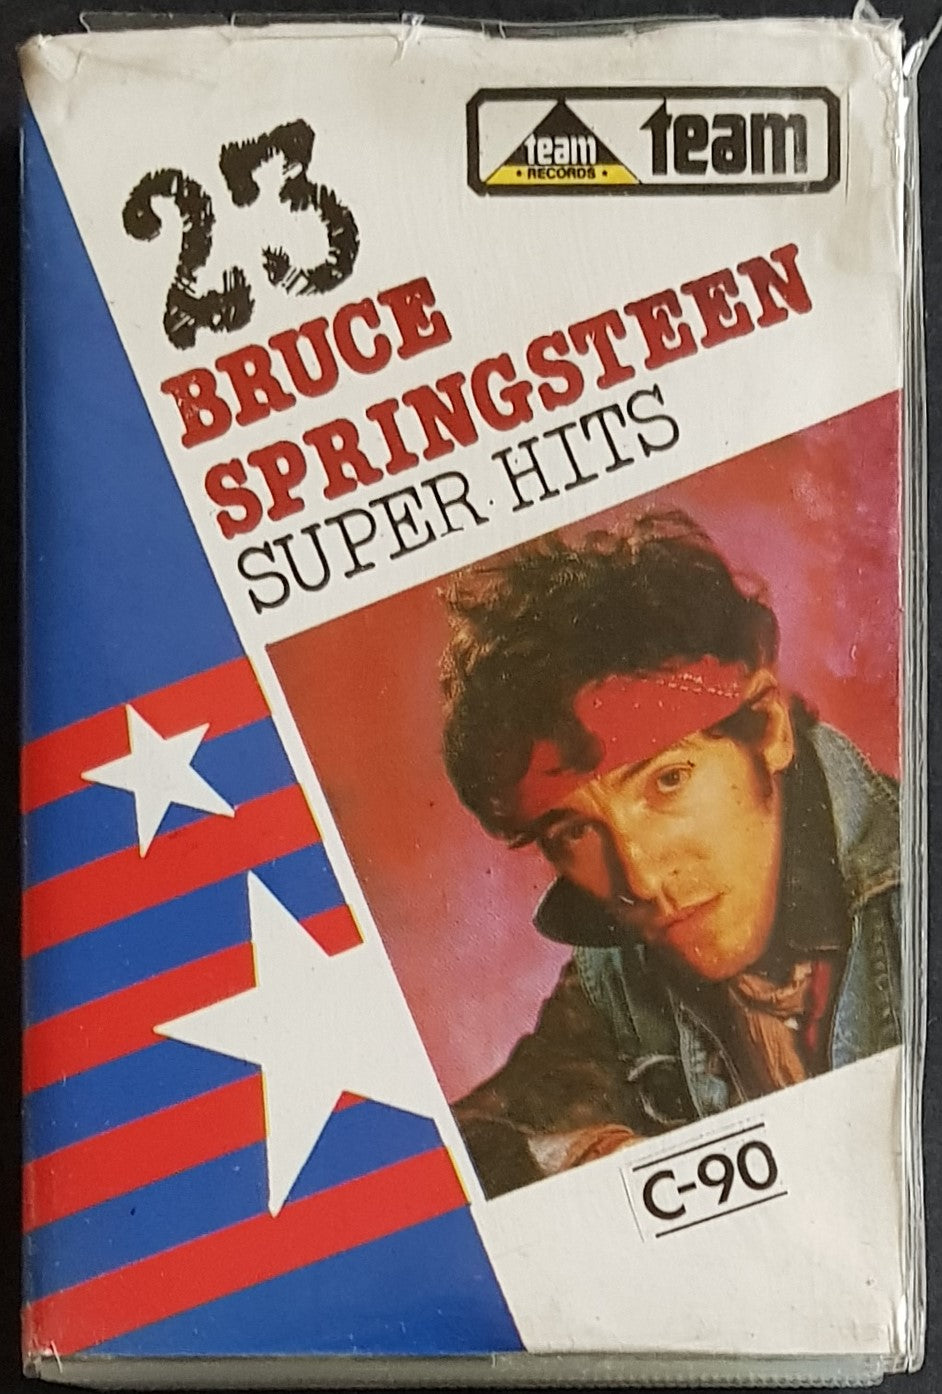 team
• RECORDS •
team
23
BRUCE
SPRINGSTEEN
SUPER HITS
C-90